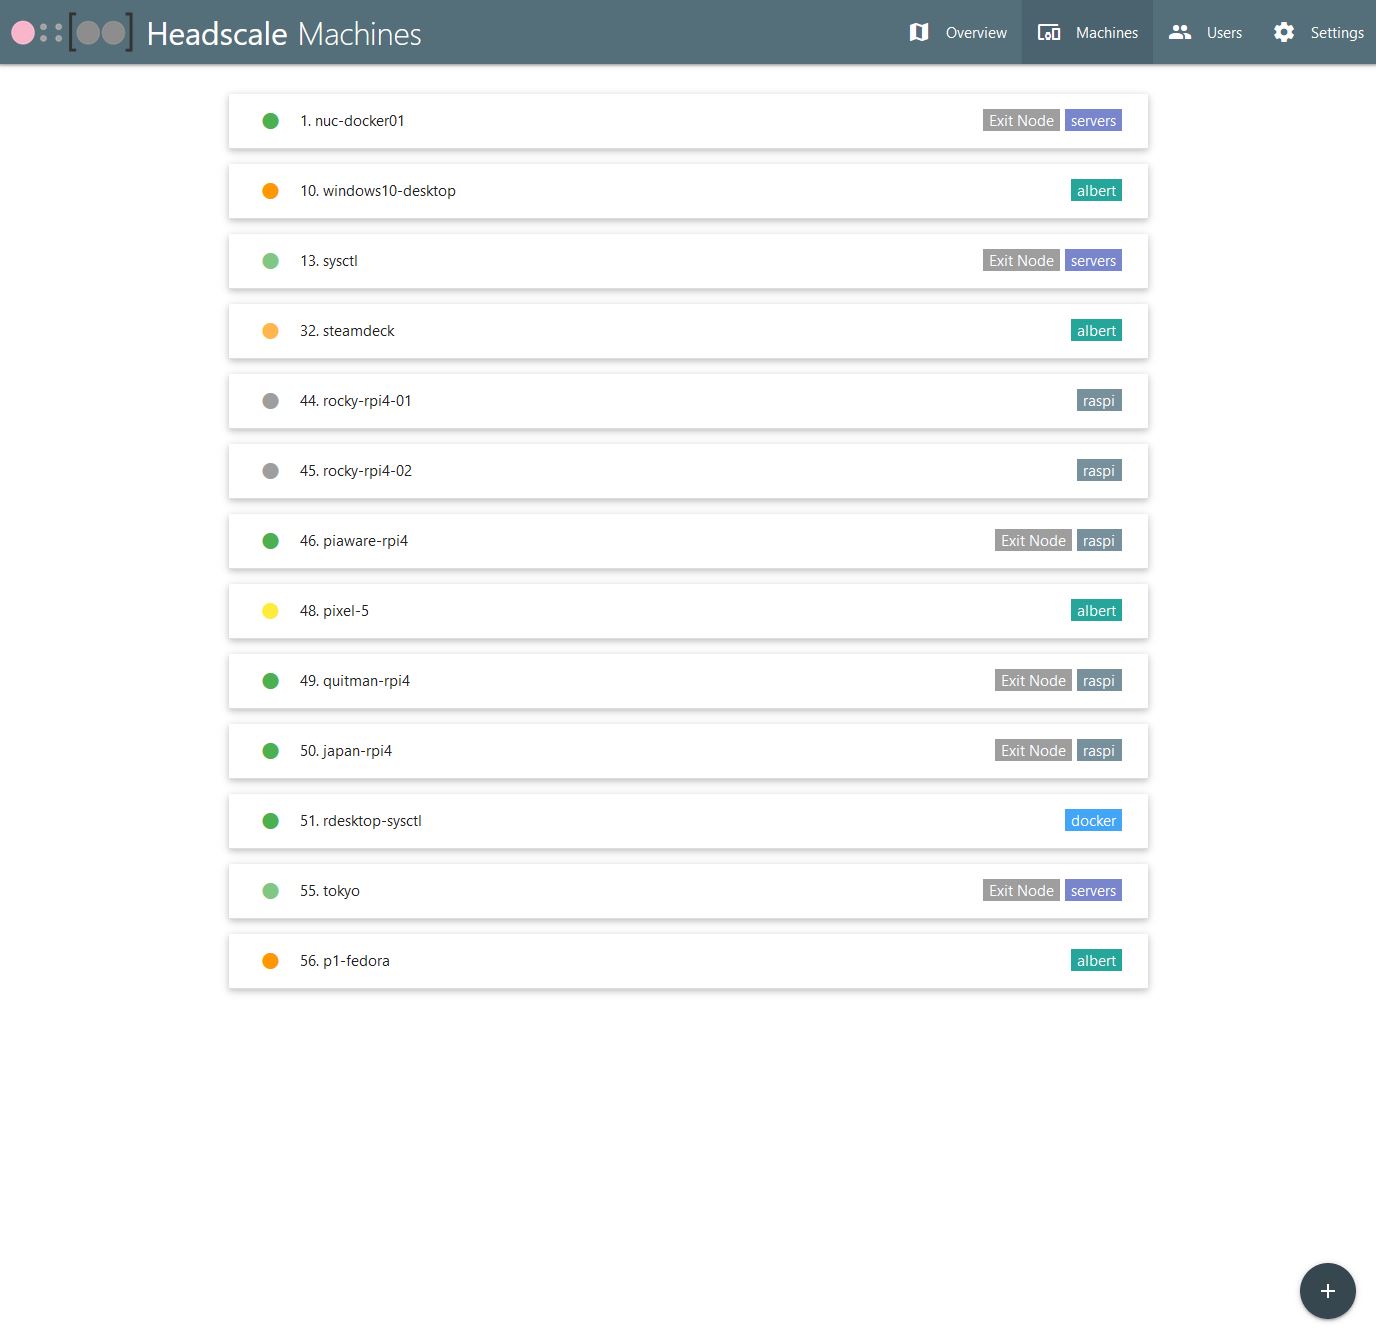 Headscale Machines Overview Machines Users Settings
1. nuc-docker01 Exit Node servers
10. windows10-desktop albert
13. sysctl Exit Node servers
32. steamdeck albert
44. rocky-rpi4-01 raspi
45. rocky-rpi4-02 raspi
46. piaware-rpi4 Exit Node raspi
48. pixel-5 albert
49. quitman-rpi4 Exit Node raspi
50. japan-rpi4 Exit Node raspi
51. rdesktop-sysctl docker
55. tokyo Exit Node servers
56. p1-fedora albert